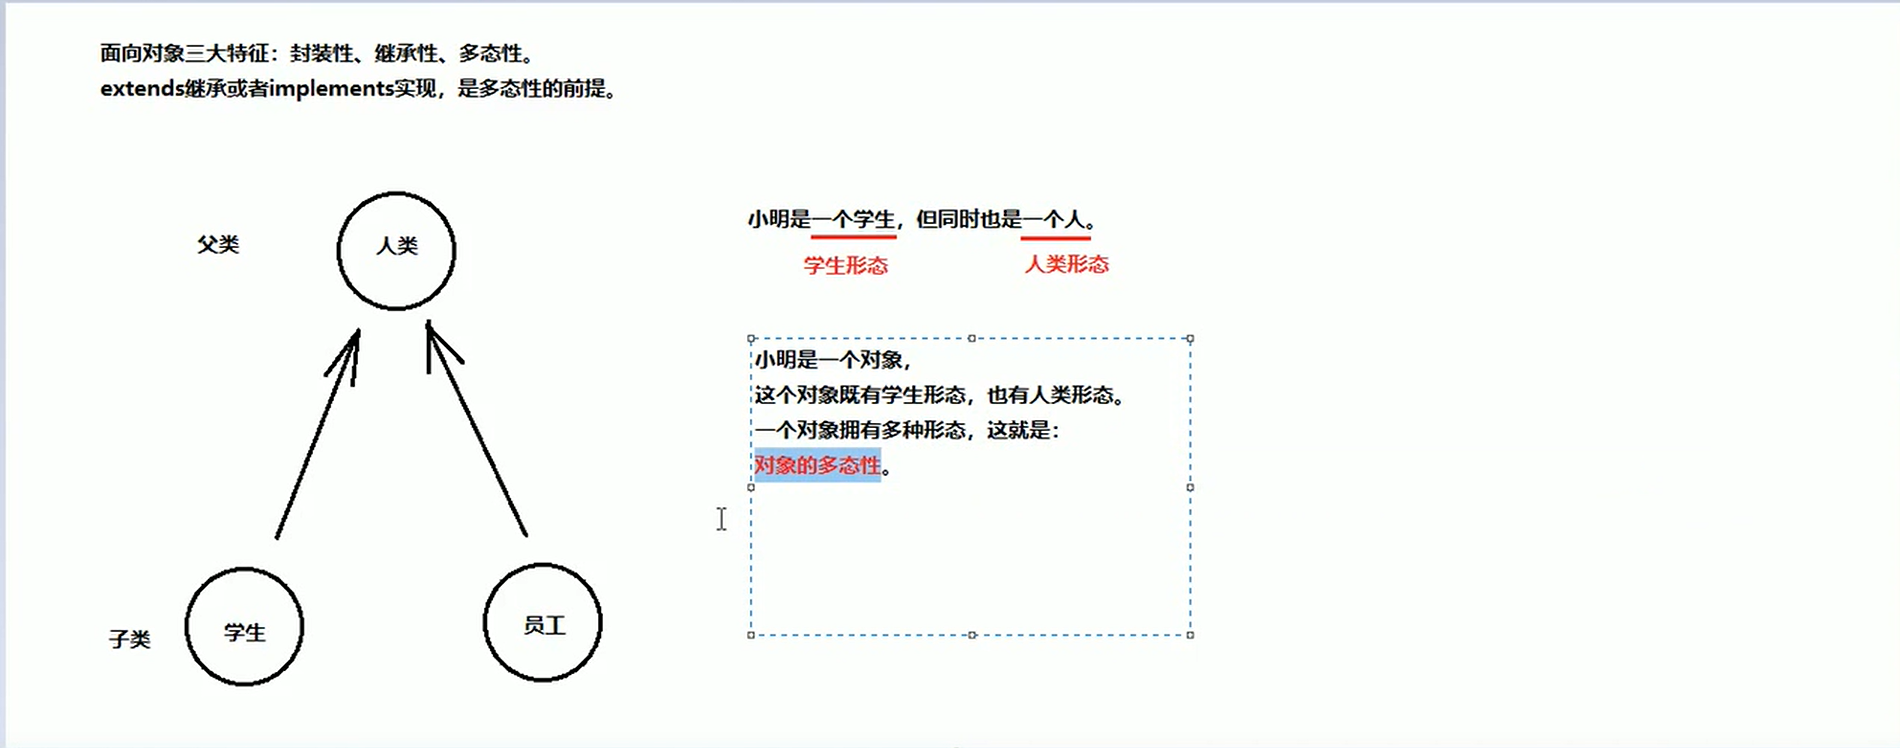 面向对象三大特征：封装性、继承性、多态性。
extends继承或者implements实现，是多态性的前提。
父类
人类
子类
学生
员工
小明是一个学生，但同时也是一个人。
学生形态
人类形态
小明是一个对象，
这个对象既有学生形态，也有人类形态。
一个对象拥有多种形态，这就是：
对象的多态性。